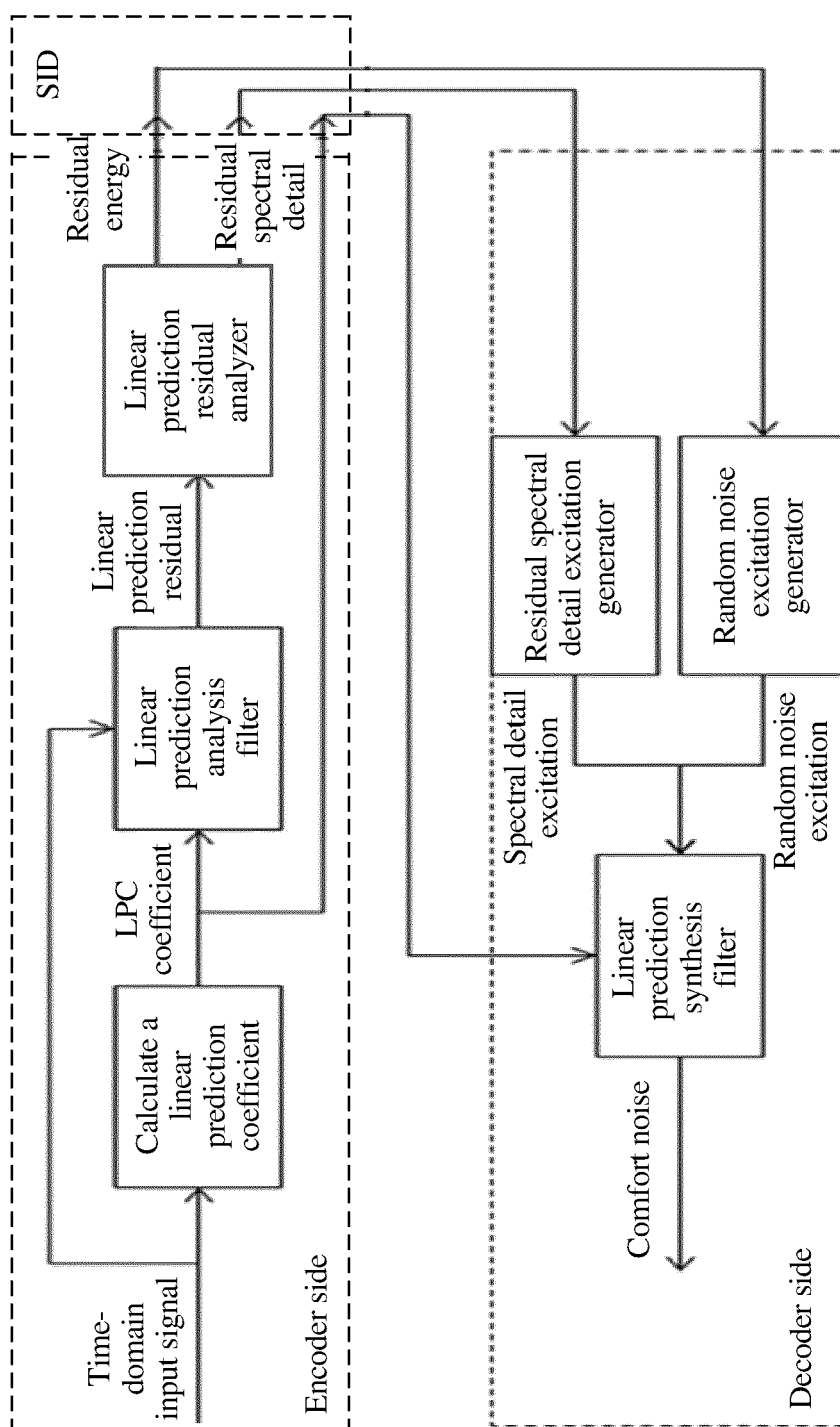 Time-
domain
input signal
Calculate a
linear
prediction
coefficient
LPC
coefficient
Linear
prediction
analysis
filter
Linear
prediction
residual
Linear
prediction
residual
analyzer
Residual
energy
Residual
spectral
detail
SID
Encoder side
Comfort noise
Linear
prediction
synthesis
filter
Spectral detail
excitation
Random noise
excitation
Residual spectral
detail excitation
generator
Random noise
excitation
generator
Decoder side